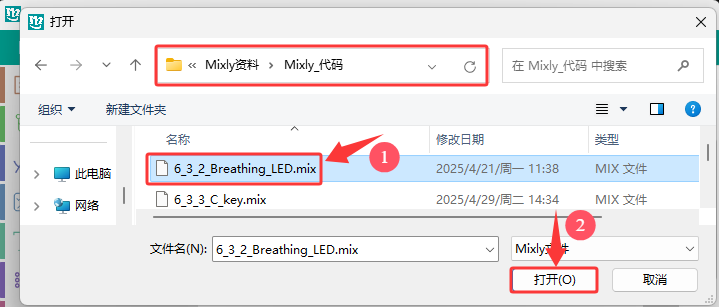 打开
« Mixly资料 > Mixly_代码
在 Mixly_代码 中搜索
组织 新建文件夹
名称 修改日期 类型
此电脑
6_3_2_Breathing_LED.mix 2025/4/21/周一 11:38 MIX 文件
1
网络
6_3_3_C_key.mix 2025/4/29/周二 14:34 MIX 文件
2
文件名(N): 6_3_2_Breathing_LED.mix Mixly文件
打开(O) 取消